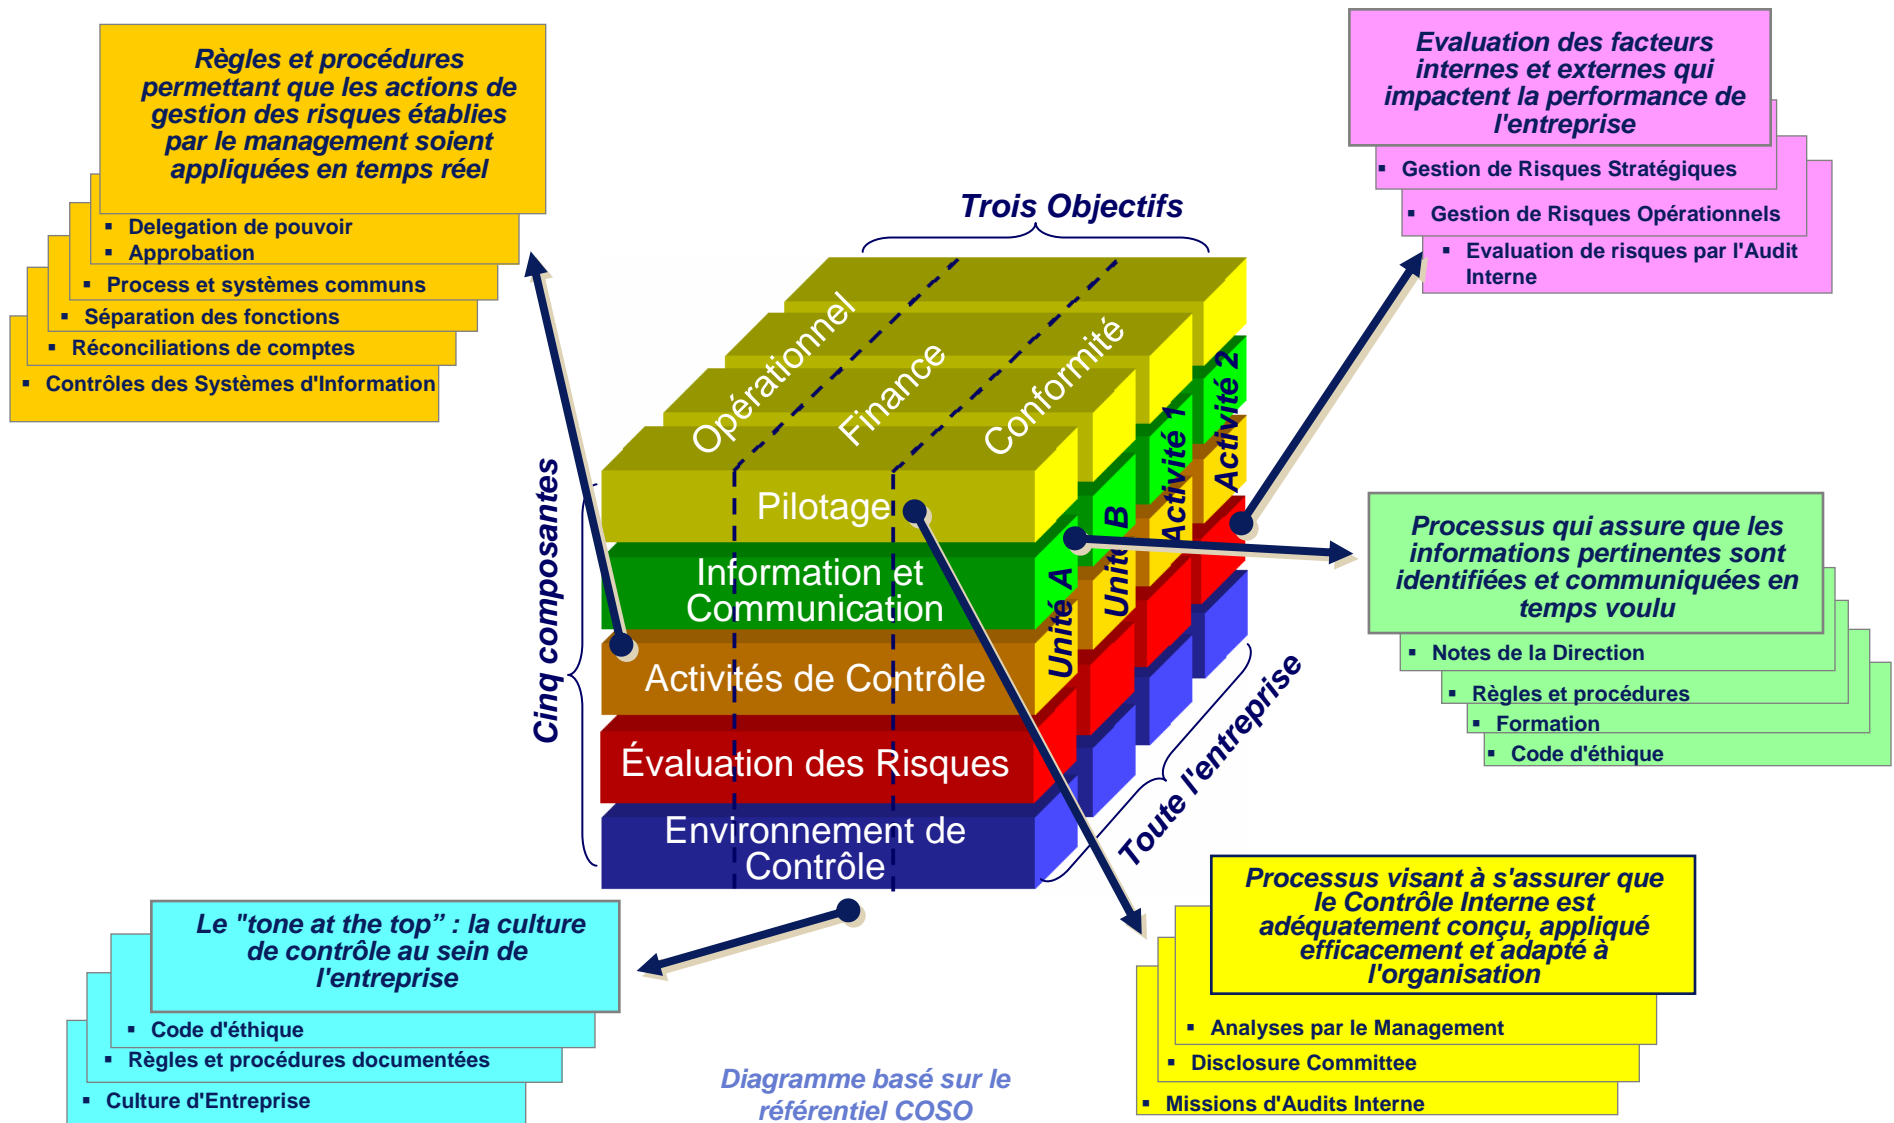 Règles et procédures
permettant que les actions de
gestion des risques établies
par le management soient
appliquées en temps réel
▪ Delegation de pouvoir
▪ Approbation
▪ Process et systèmes communs
▪ Séparation des fonctions
▪ Réconciliations de comptes
▪ Contrôles des Systèmes d'Information
Evaluation des facteurs
internes et externes qui
impactent la performance de
l'entreprise
▪ Gestion de Risques Stratégiques
▪ Gestion de Risques Opérationnels
▪ Evaluation de risques par l'Audit
Interne
Trois Objectifs
Opérationnel
Finance
Conformité
Cinq composantes
Pilotage
Information et
Communication
Activités de Contrôle
Évaluation des Risques
Environnement de
Contrôle
Unité A
Unité B
Activité 1
Activité 2
Toute l'entreprise
Processus qui assure que les
informations pertinentes sont
identifiées et communiquées en
temps voulu
▪ Notes de la Direction
▪ Règles et procédures
▪ Formation
▪ Code d'éthique
Le "tone at the top” : la culture
de contrôle au sein de
l'entreprise
▪ Code d'éthique
▪ Règles et procédures documentées
▪ Culture d'Entreprise
Processus visant à s'assurer que
le Contrôle Interne est
adéquatement conçu, appliqué
efficacement et adapté à
l'organisation
▪ Analyses par le Management
▪ Disclosure Committee
▪ Missions d'Audits Interne
Diagramme basé sur le
référentiel COSO